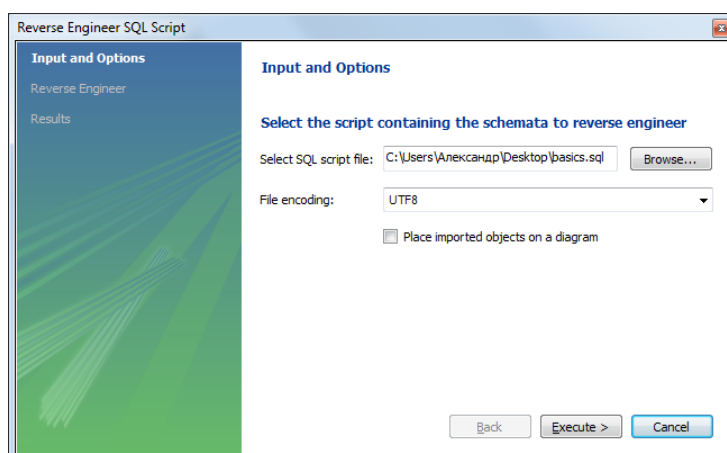 Reverse Engineer SQL Script
Input and Options
Reverse Engineer
Results
Input and Options
Select the script containing the schemata to reverse engineer
Select SQL script file: C:\Users\Александр\Desktop\basics.sql Browse...
File encoding: UTF8
Place imported objects on a diagram
Back Execute > Cancel